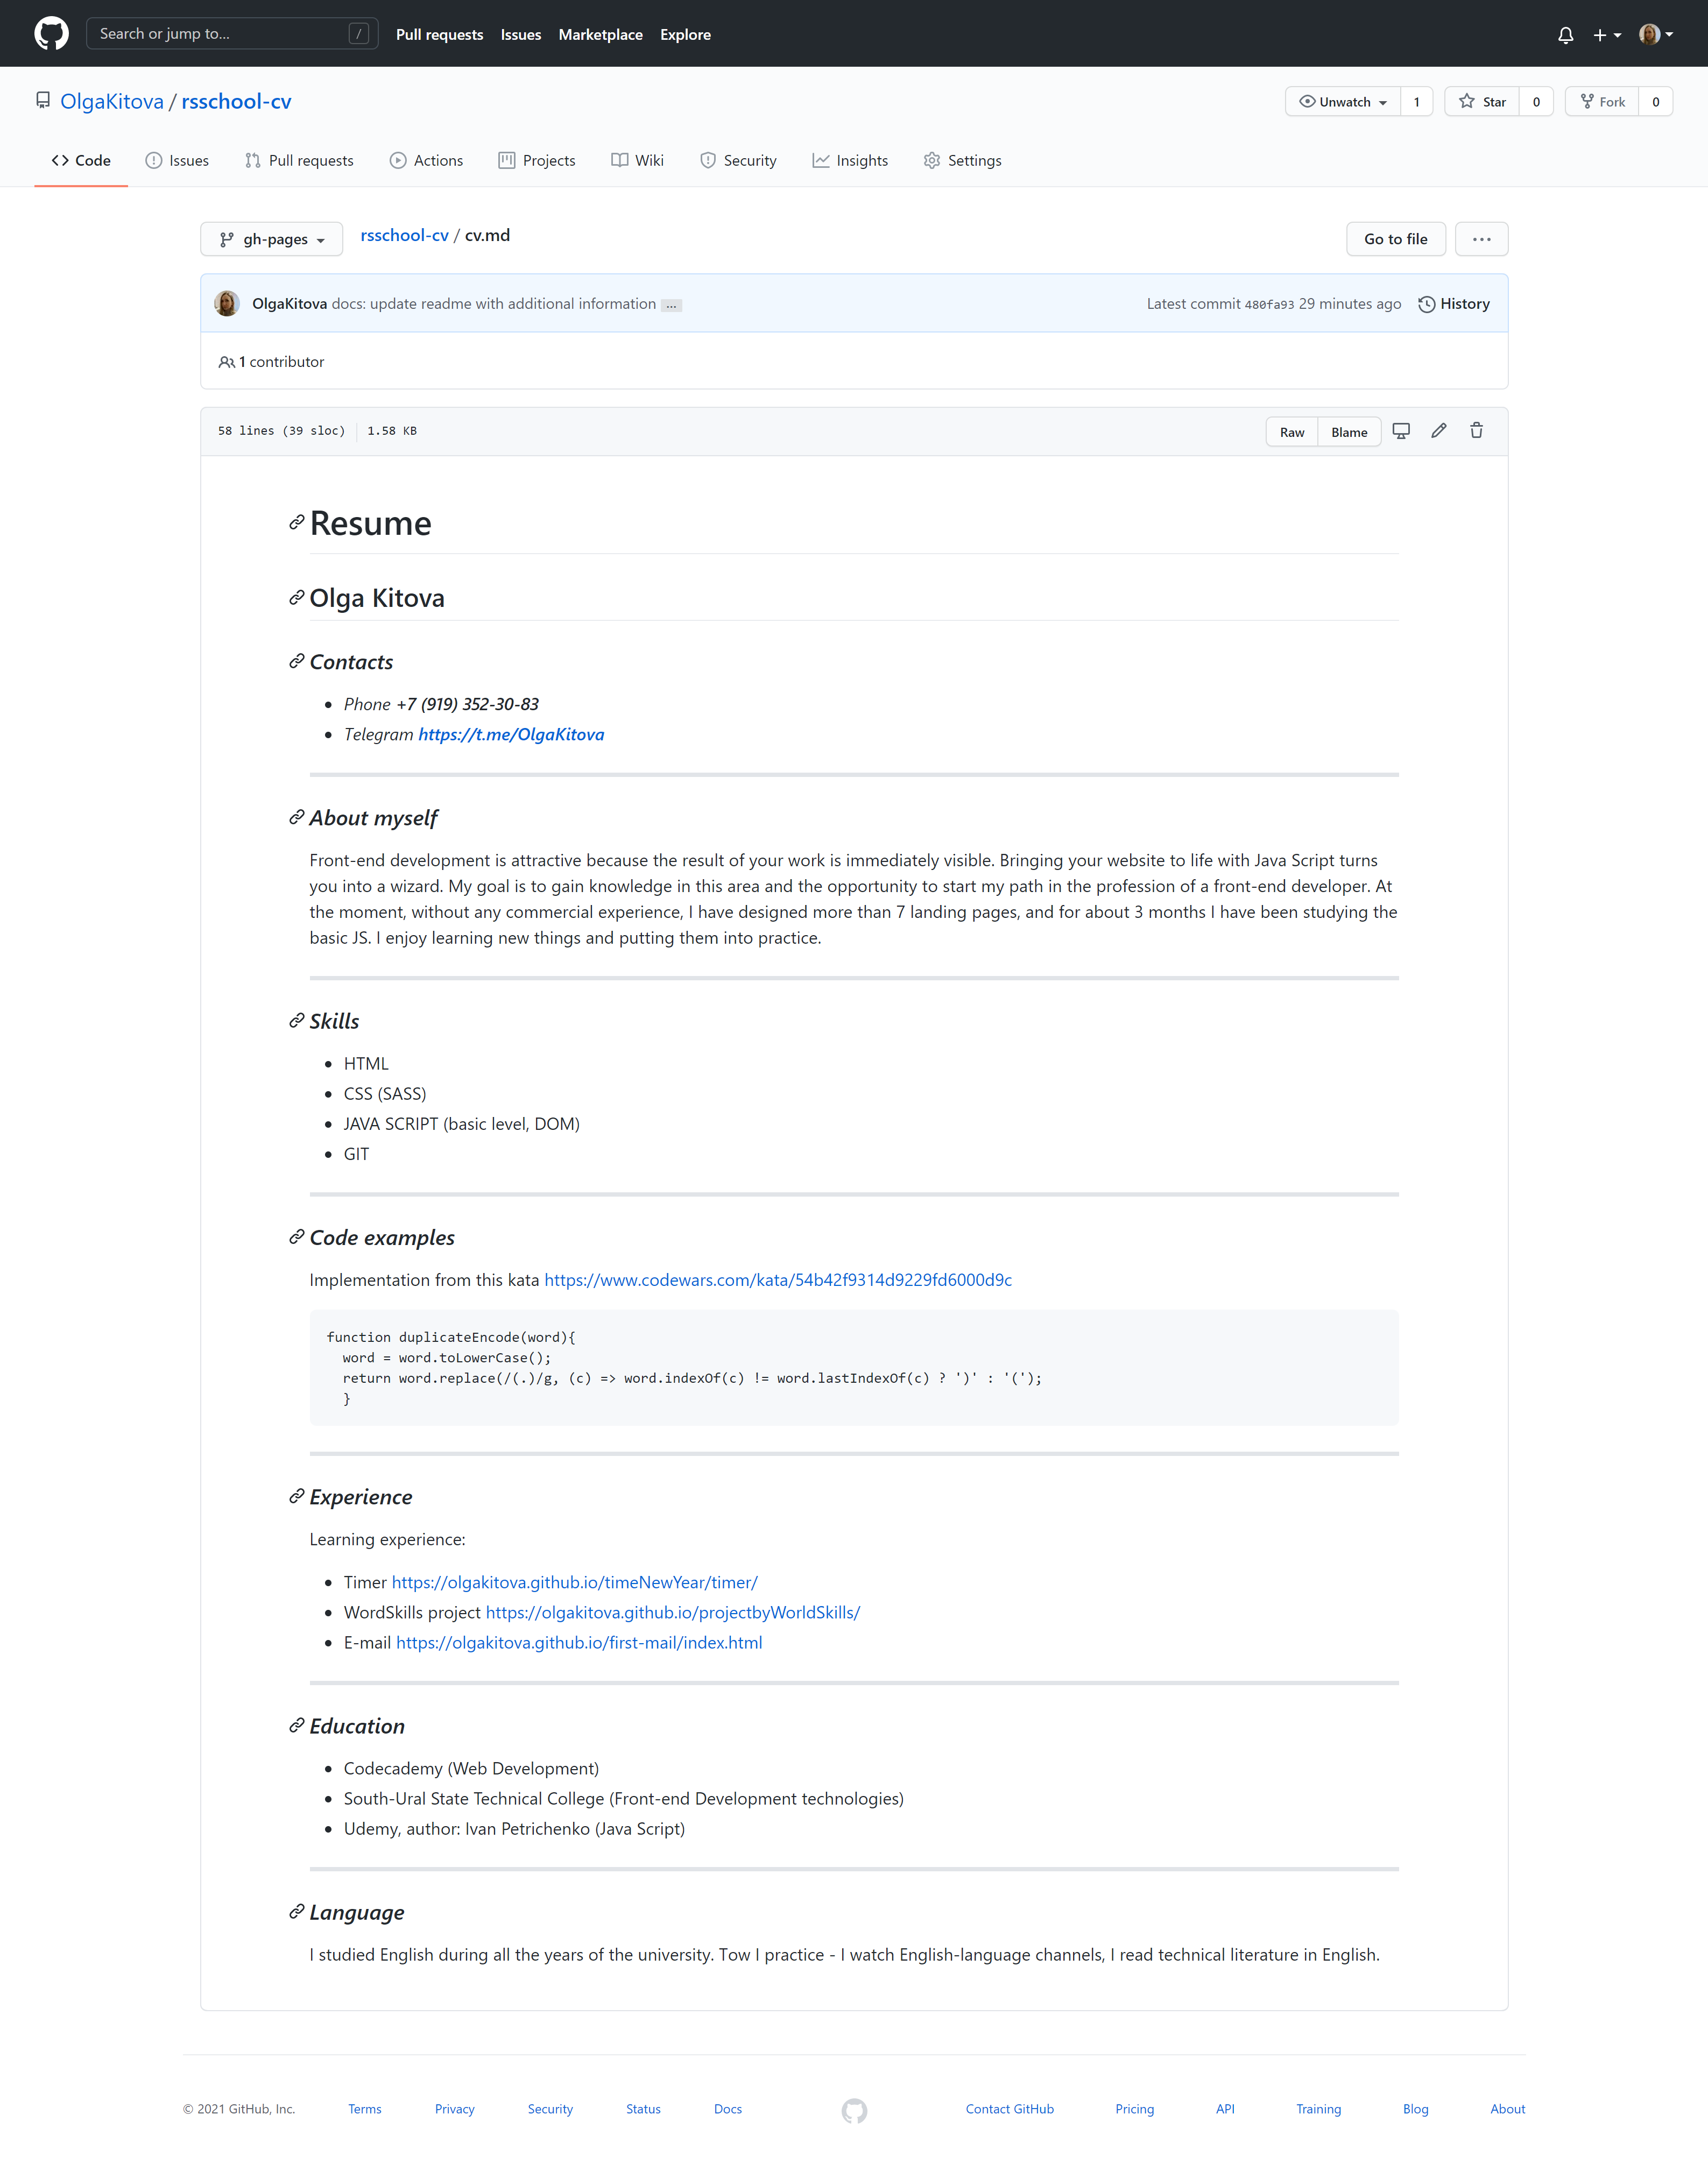 Search or jump to... /
Pull requests Issues Marketplace Explore
OlgaKitova / rsschool-cv
Unwatch 1 Star 0 Fork 0
Code Issues Pull requests Actions Projects Wiki Security Insights Settings
gh-pages rsschool-cv / cv.md Go to file ...
OlgaKitova docs: update readme with additional information ... Latest commit 480fa93 29 minutes ago History
1 contributor
58 lines (39 sloc) 1.58 KB Raw Blame
Resume
Olga Kitova
Contacts
• Phone +7 (919) 352-30-83
• Telegram https://t.me/OlgaKitova
About myself
Front-end development is attractive because the result of your work is immediately visible. Bringing your website to life with Java Script turns
you into a wizard. My goal is to gain knowledge in this area and the opportunity to start my path in the profession of a front-end developer. At
the moment, without any commercial experience, I have designed more than 7 landing pages, and for about 3 months I have been studying the
basic JS. I enjoy learning new things and putting them into practice.
Skills
• HTML
• CSS (SASS)
• JAVA SCRIPT (basic level, DOM)
• GIT
Code examples
Implementation from this kata https://www.codewars.com/kata/54b42f9314d9229fd6000d9c
function duplicateEncode(word){
  word = word.toLowerCase();
  return word.replace(/(.)/g, (c) => word.indexOf(c) != word.lastIndexOf(c) ? ')' : '(');
  }
Experience
Learning experience:
• Timer https://olgakitova.github.io/timeNewYear/timer/
• WordSkills project https://olgakitova.github.io/projectbyWorldSkills/
• E-mail https://olgakitova.github.io/first-mail/index.html
Education
• Codecademy (Web Development)
• South-Ural State Technical College (Front-end Development technologies)
• Udemy, author: Ivan Petrichenko (Java Script)
Language
I studied English during all the years of the university. Tow I practice - I watch English-language channels, I read technical literature in English.
© 2021 GitHub, Inc. Terms Privacy Security Status Docs Contact GitHub Pricing API Training Blog About